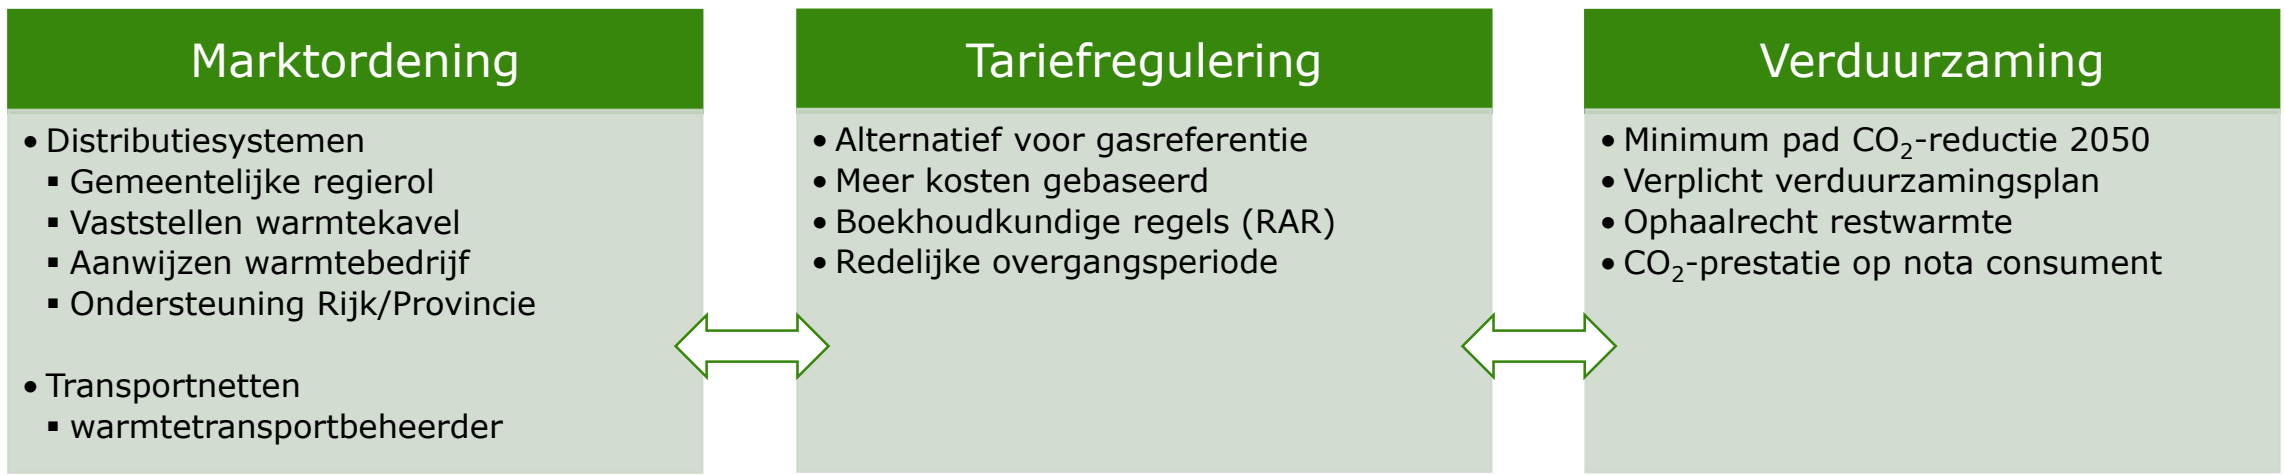 Marktordening
• Distributiesystemen
▪ Gemeentelijke regierol
▪ Vaststellen warmtekavel
▪ Aanwijzen warmtebedrijf
▪ Ondersteuning Rijk/Provincie
• Transportnetten
▪ warmtetransportbeheerder
Tariefregulering
• Alternatief voor gasreferentie
• Meer kosten gebaseerd
• Boekhoudkundige regels (RAR)
• Redelijke overgangsperiode
Verduurzaming
• Minimum pad CO₂-reductie 2050
• Verplicht verduurzamingsplan
• Ophaalrecht restwarmte
• CO₂-prestatie op nota consument